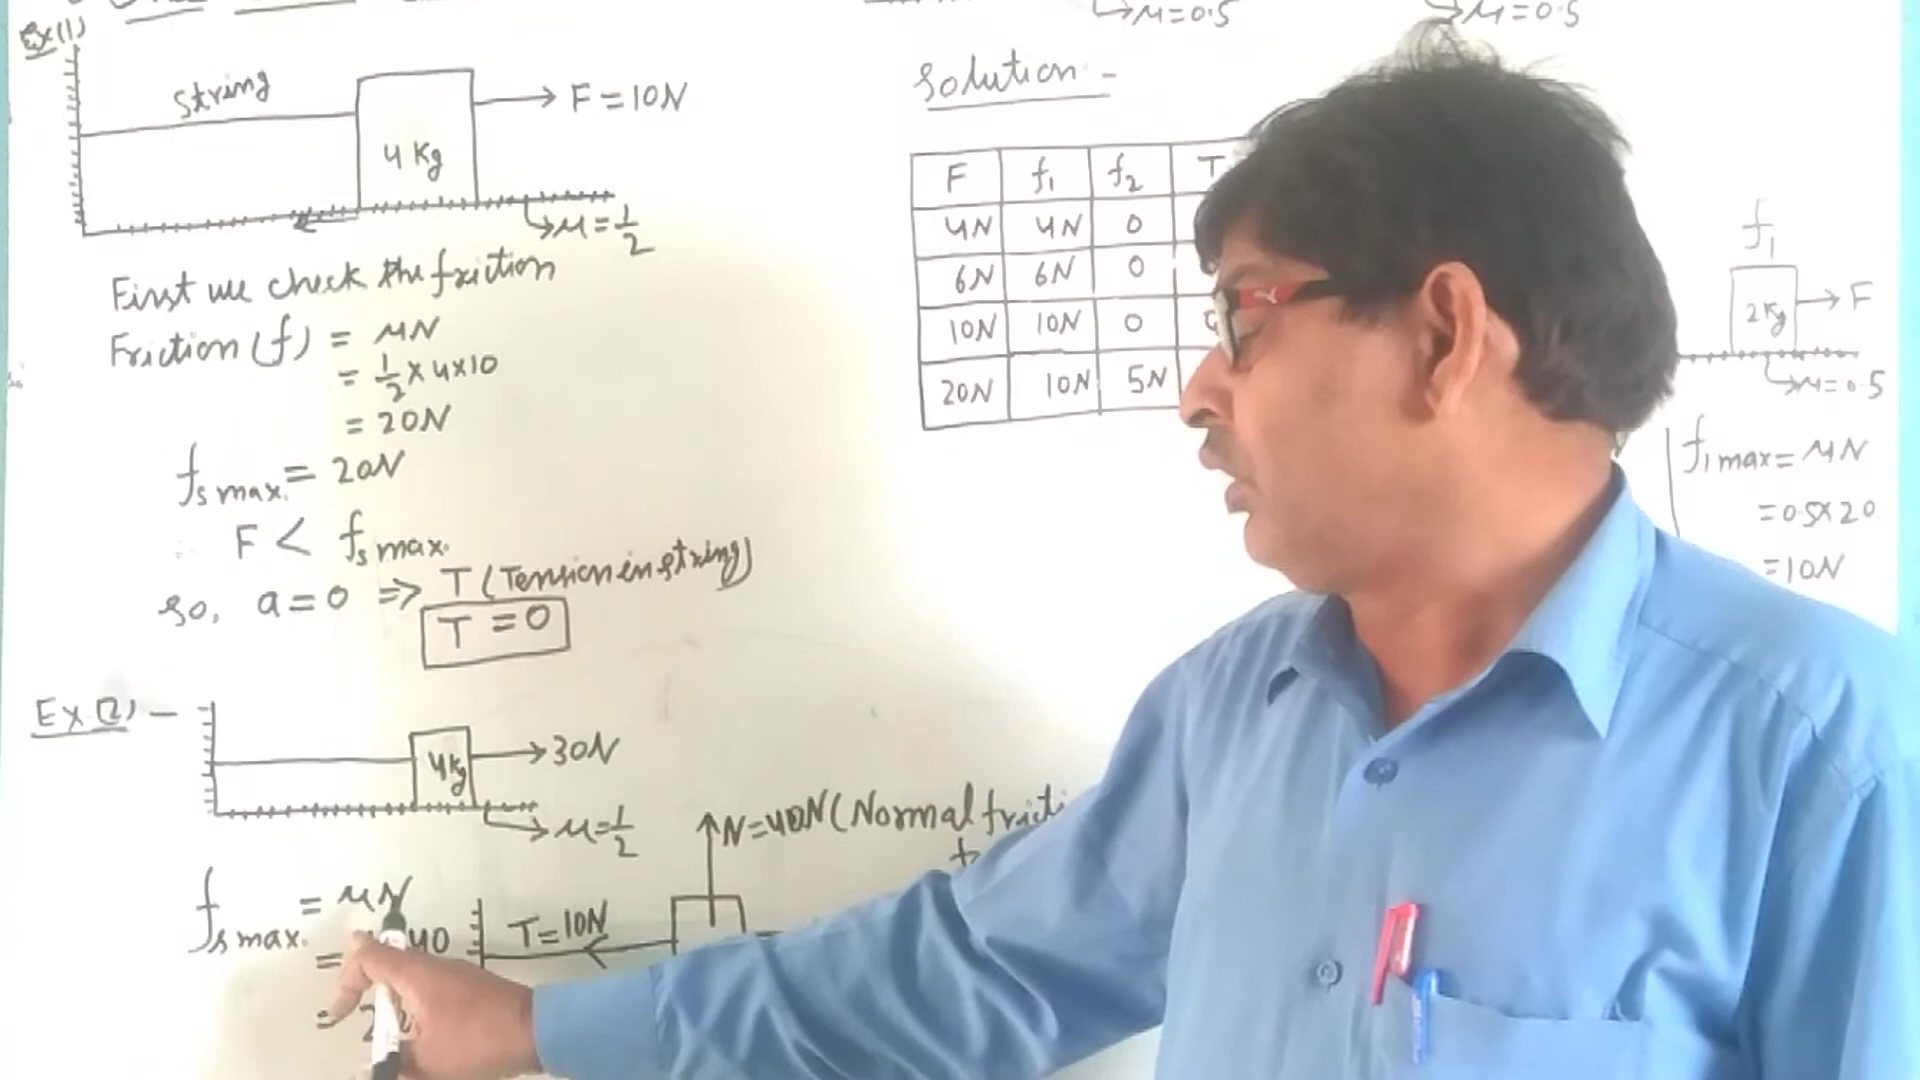 Ex(1)
String
4 Kg
F = 10N
→μ=1/2
First we check the friction
Friction (f) = μN
= 1/2 × 4×10
= 20N
fs max. = 20N
F < fs max.
so, a = 0 ⇒ T (Tension in string)
T = 0
Ex.(2) –
4kg
30N
μ=1/2
fs max. = μN
40
T=10N
N=40N (Normal fricti
μ=0.5
μ=0.5
Solution -
F f1 f2 T
4N 4N 0
6N 6N 0
10N 10N 0
20N 10N 5N
f1
2Kg
F
μ=0.5
f1 max = μN
=0.5×20
=10N